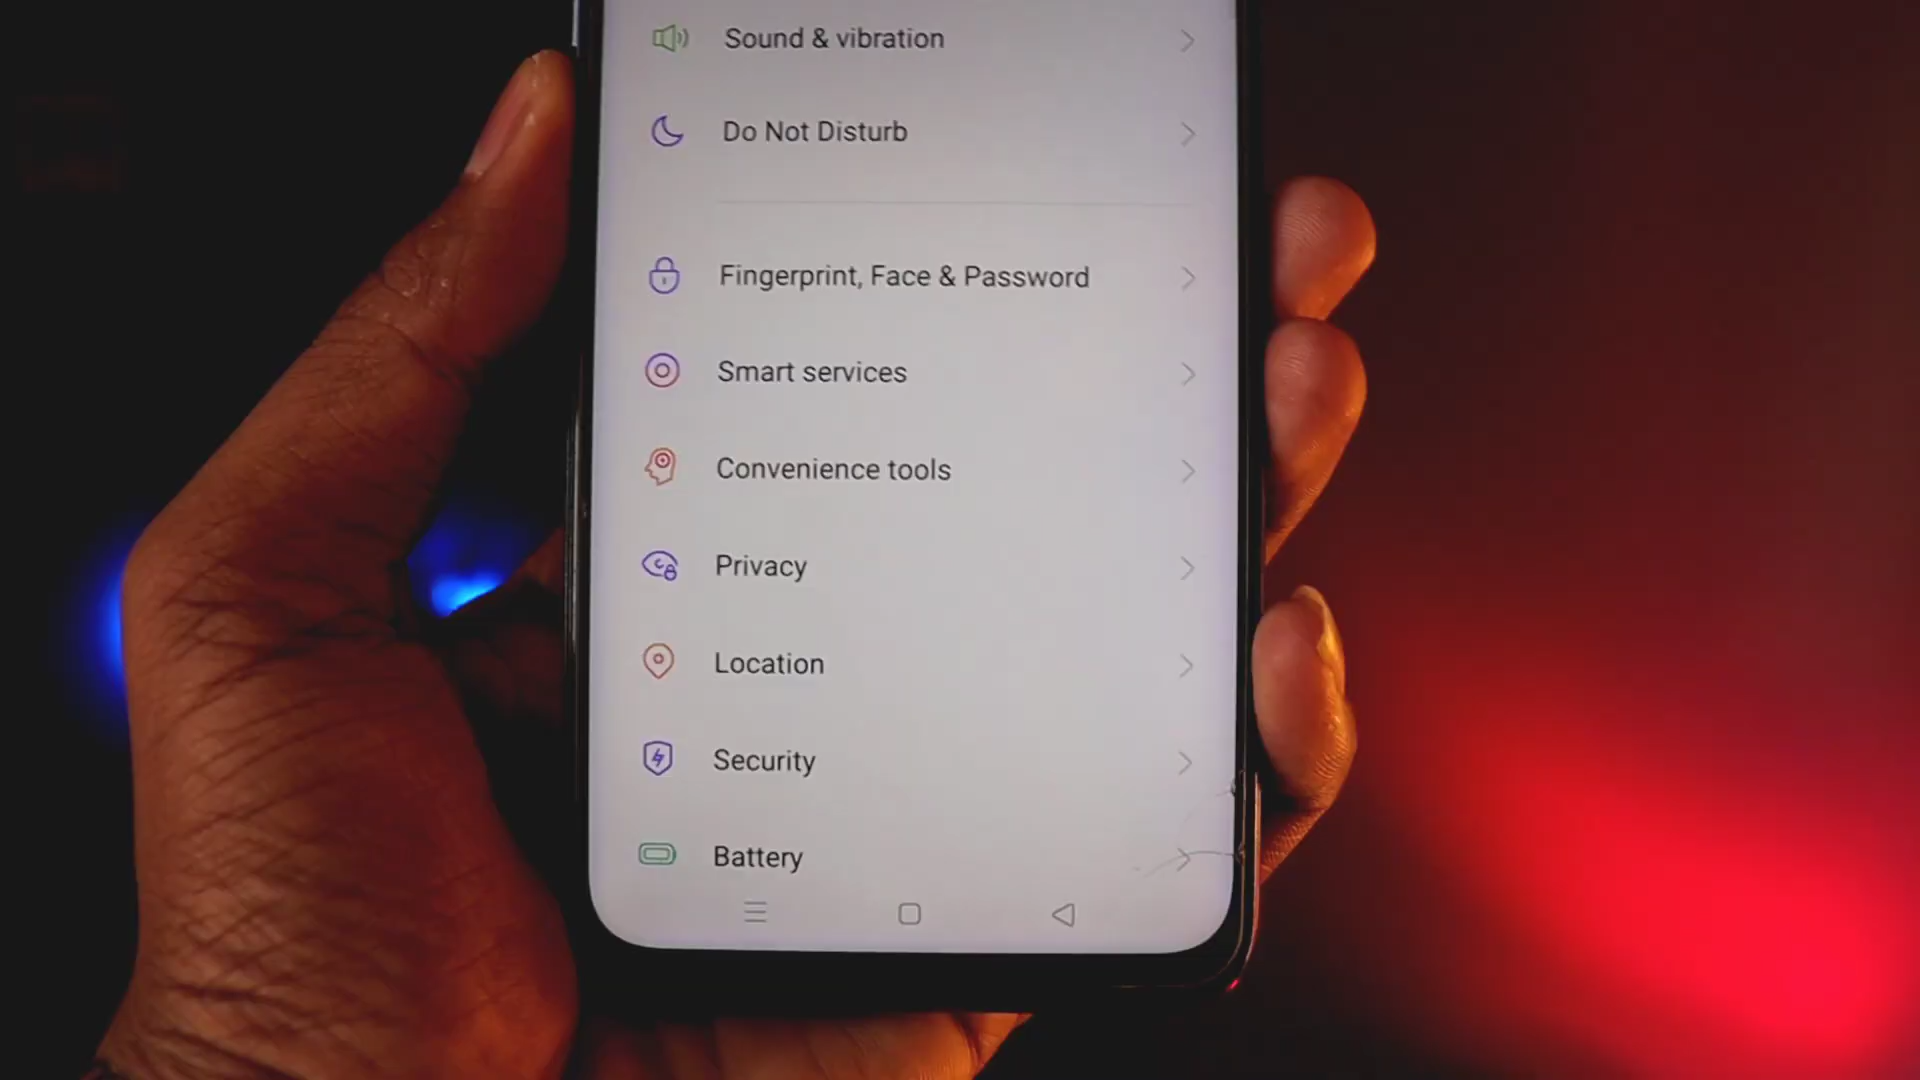 Sound & vibration
Do Not Disturb
Fingerprint, Face & Password
Smart services
Convenience tools
Privacy
Location
Security
Battery